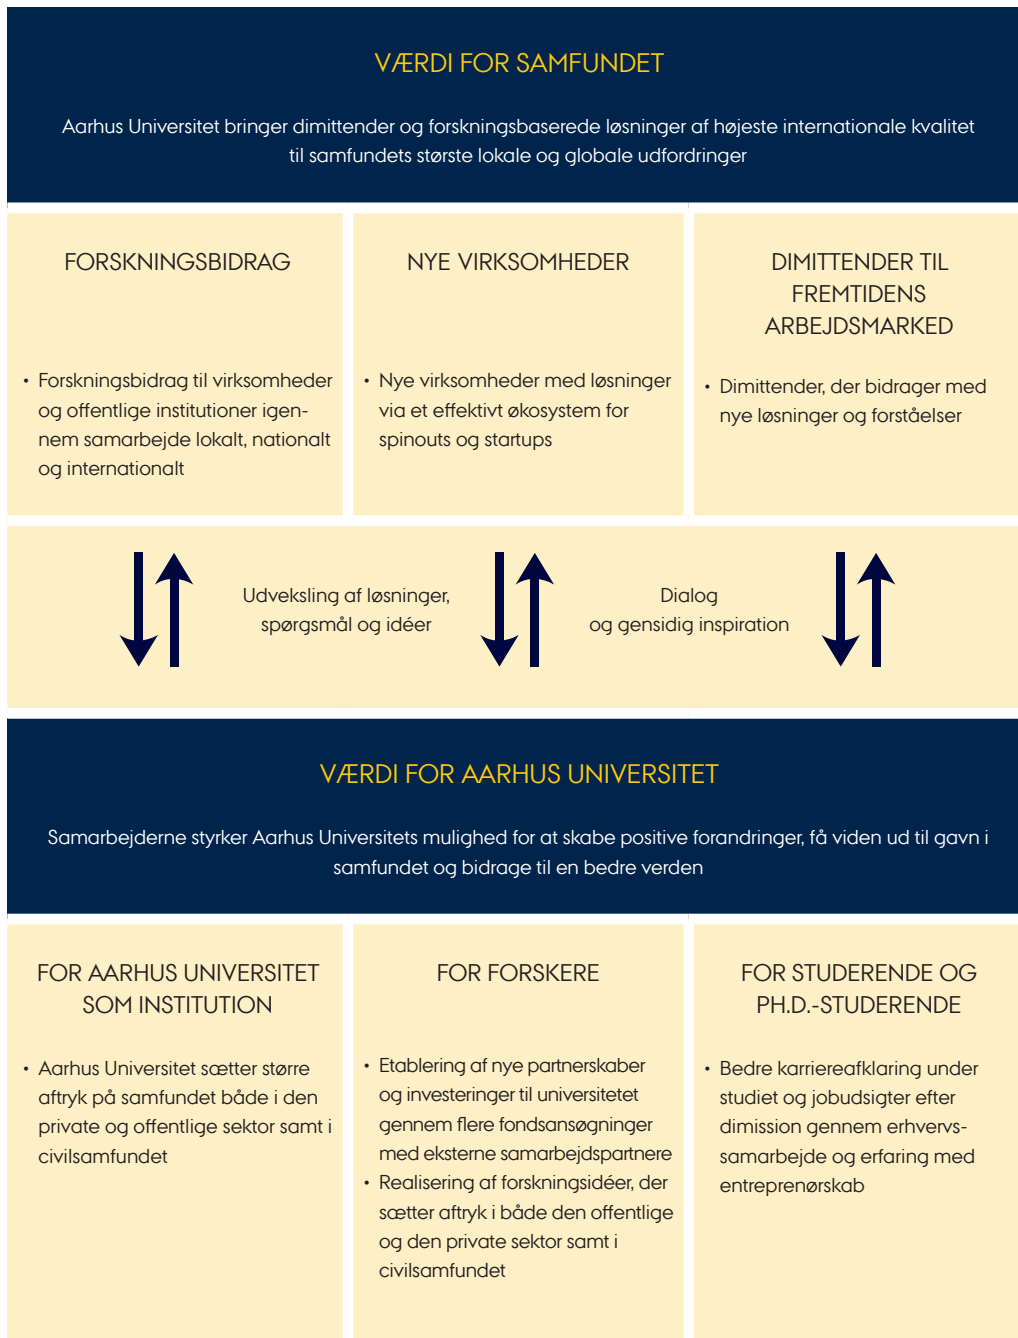 VÆRDI FOR SAMFUNDET
Aarhus Universitet bringer dimittender og forskningsbaserede løsninger af højeste internationale kvalitet
til samfundets største lokale og globale udfordringer
FORSKNINGSBIDRAG
• Forskningsbidrag til virksomheder
og offentlige institutioner igen-
nem samarbejde lokalt, nationalt
og internationalt
NYE VIRKSOMHEDER
• Nye virksomheder med løsninger
via et effektivt økosystem for
spinouts og startups
DIMITTENDER TIL
FREMTIDENS
ARBEJDSMARKED
• Dimittender, der bidrager med
nye løsninger og forståelser
Udveksling af løsninger,
spørgsmål og idéer
Dialog
og gensidig inspiration
VÆRDI FOR AARHUS UNIVERSITET
Samarbejderne styrker Aarhus Universitets mulighed for at skabe positive forandringer, få viden ud til gavn i
samfundet og bidrage til en bedre verden
FOR AARHUS UNIVERSITET
SOM INSTITUTION
• Aarhus Universitet sætter større
aftryk på samfundet både i den
private og offentlige sektor samt i
civilsamfundet
FOR FORSKERE
• Etablering af nye partnerskaber
og investeringer til universitetet
gennem flere fondsansøgninger
med eksterne samarbejdspartnere
• Realisering af forskningsidéer, der
sætter aftryk i både den offentlige
og den private sektor samt i
civilsamfundet
FOR STUDERENDE OG
PH.D.-STUDERENDE
• Bedre karriereafklaring under
studiet og jobudsigter efter
dimission gennem erhvervs-
samarbejde og erfaring med
entreprenørskab